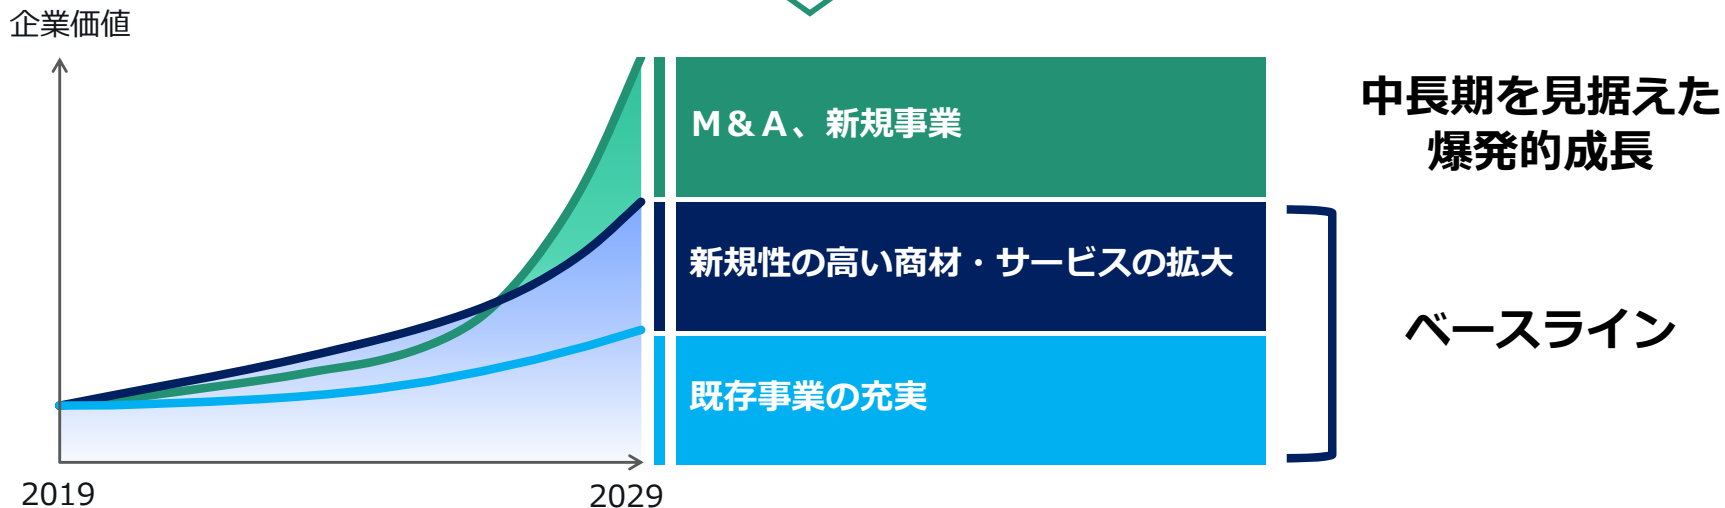 企業価値
M&A、新規事業
中長期を見据えた
爆発的成長
新規性の高い商材・サービスの拡大
ベースライン
既存事業の充実
2019
2029